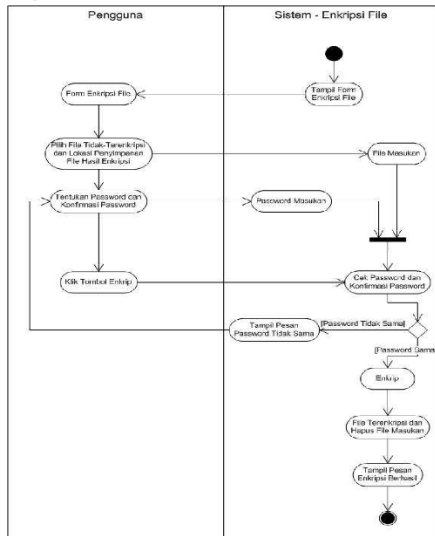 Pengguna
Sistem - Enkripsi File
Tampil Form
Enkripsi File
Form Enkripsi File
Pilih File Tidak-Terenkripsi
dan Lokasi Penyimpanan
File Hasil Enkripsi
File Masukan
Tentukan Password dan
Konfirmasi Password
Password Masukan
Klik Tombol Enkrip
Cek Password dan
Konfirmasi Password
[Password Tidak Sama]
Tampil Pesan
Password Tidak Sama
[Password Sama]
Enkrip
File Terenkripsi dan
Hapus File Masukan
Tampil Pesan
Enkripsi Berhasil